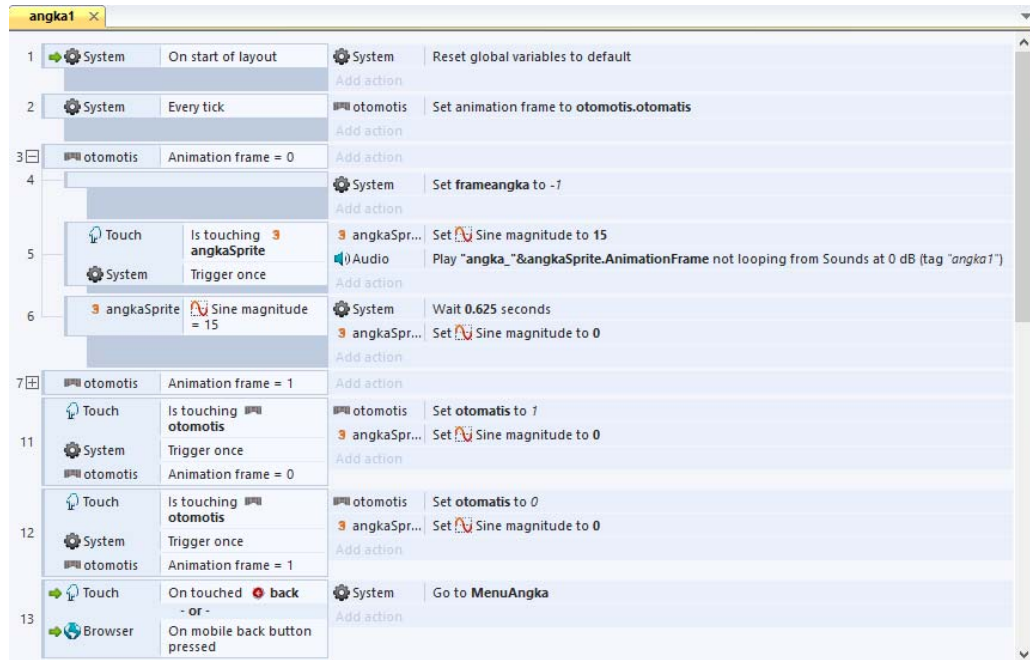 angka1 ×
1 System On start of layout System Reset global variables to default
Add action
2 System Every tick otomotis Set animation frame to otomotis.otomatis
Add action
3 otomotis Animation frame = 0 Add action
4 System Set frameangka to -1
Add action
5 Touch Is touching 3 angkaSpr... Set Sine magnitude to 15
angkaSprite Audio Play "angka_"&angkaSprite.AnimationFrame not looping from Sounds at 0 dB (tag "angka1")
System Trigger once Add action
6 3 angkaSprite Sine magnitude System Wait 0.625 seconds
= 15 3 angkaSpr... Set Sine magnitude to 0
Add action
7 otomotis Animation frame = 1 Add action
11 Touch Is touching otomotis Set otomatis to 1
otomotis 3 angkaSpr... Set Sine magnitude to 0
System Trigger once Add action
otomotis Animation frame = 0
12 Touch Is touching otomotis Set otomatis to 0
otomotis 3 angkaSpr... Set Sine magnitude to 0
System Trigger once Add action
otomotis Animation frame = 1
13 Touch On touched back System Go to MenuAngka
- or - Add action
Browser On mobile back button
pressed